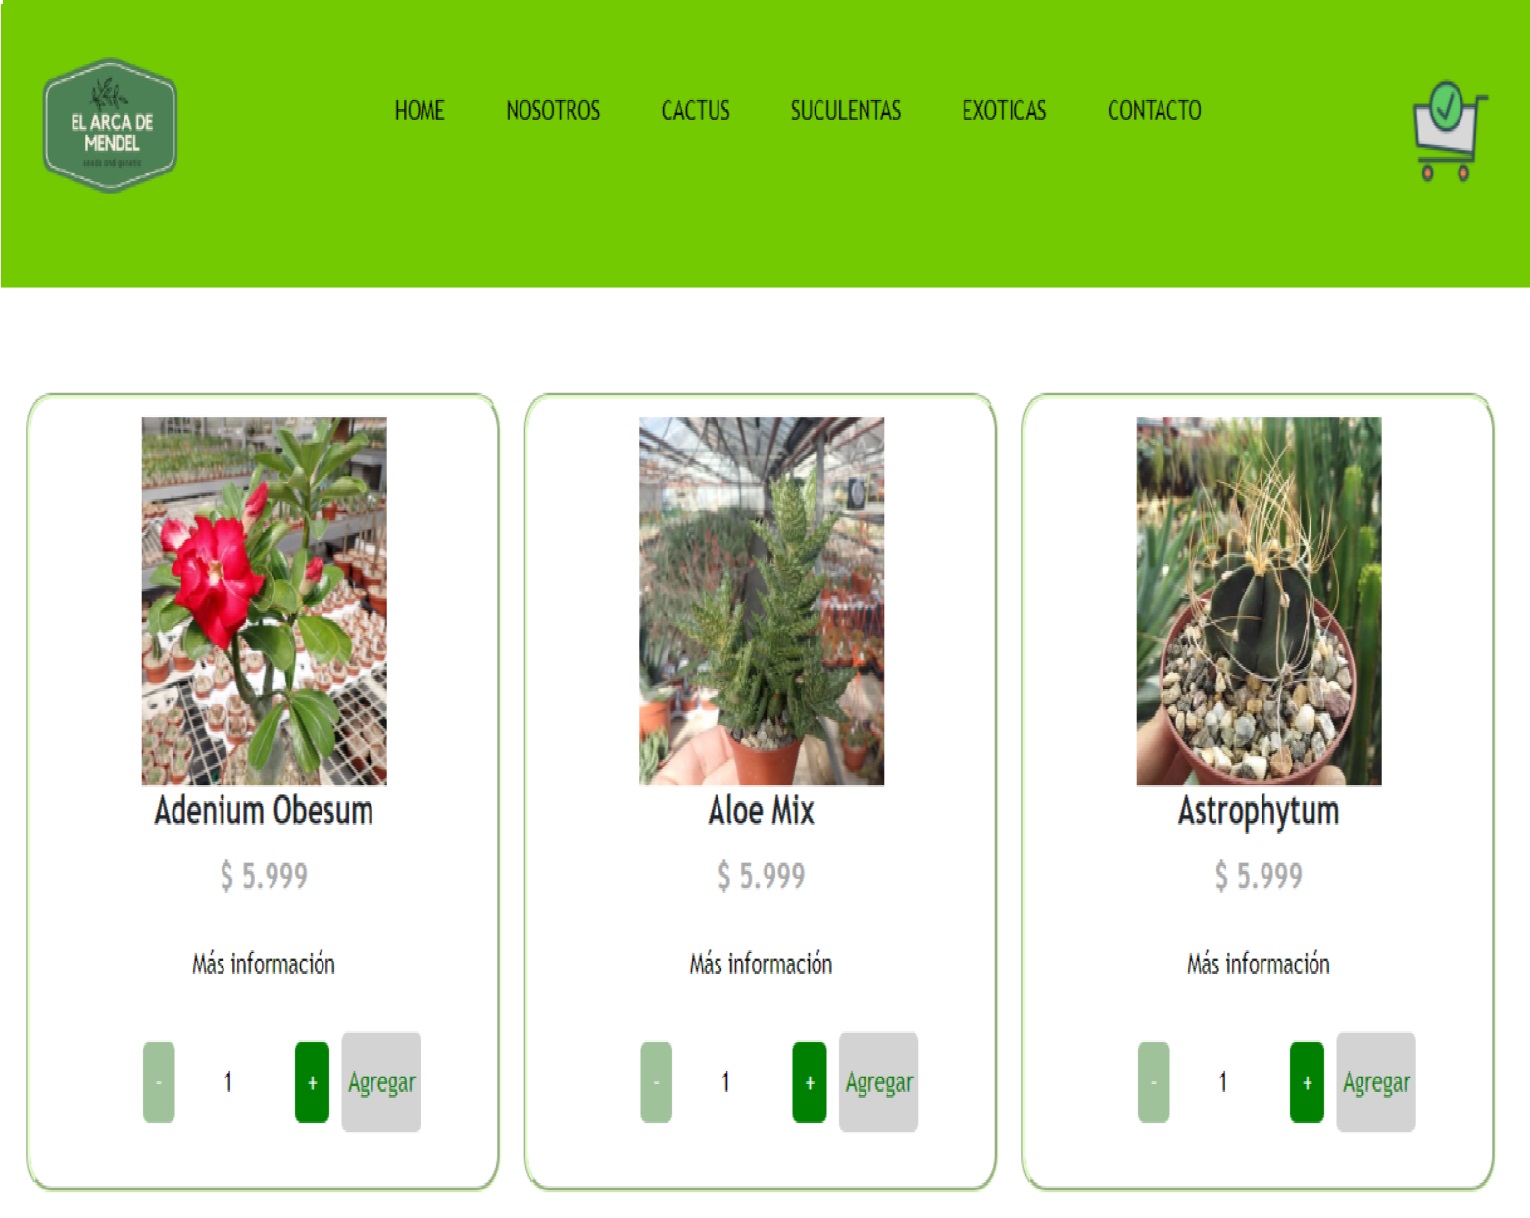 EL ARCA DE
MENDEL
seeds and genetic
HOME NOSOTROS CACTUS SUCULENTAS EXOTICAS CONTACTO
Adenium Obesum
$ 5.999
Más información
- 1 + Agregar
Aloe Mix
$ 5.999
Más información
- 1 + Agregar
Astrophytum
$ 5.999
Más información
- 1 + Agregar